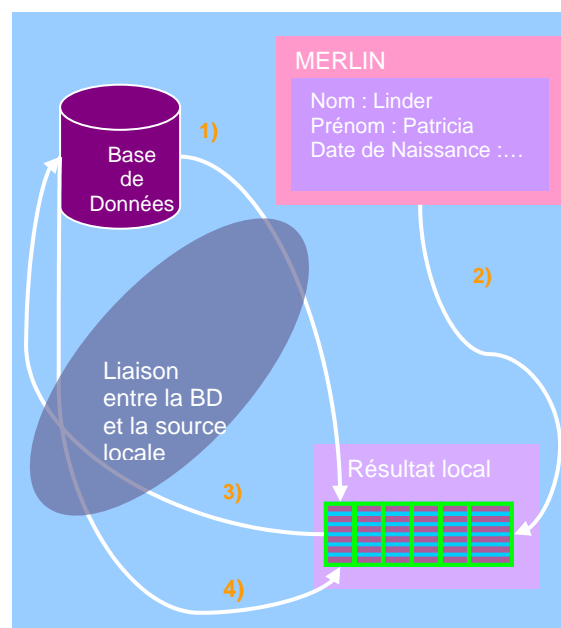 MERLIN
Nom : Linder
Prénom : Patricia
Date de Naissance :…
1)
Base
de
Données
2)
Liaison
entre la BD
et la source
locale
Résultat local
3)
4)